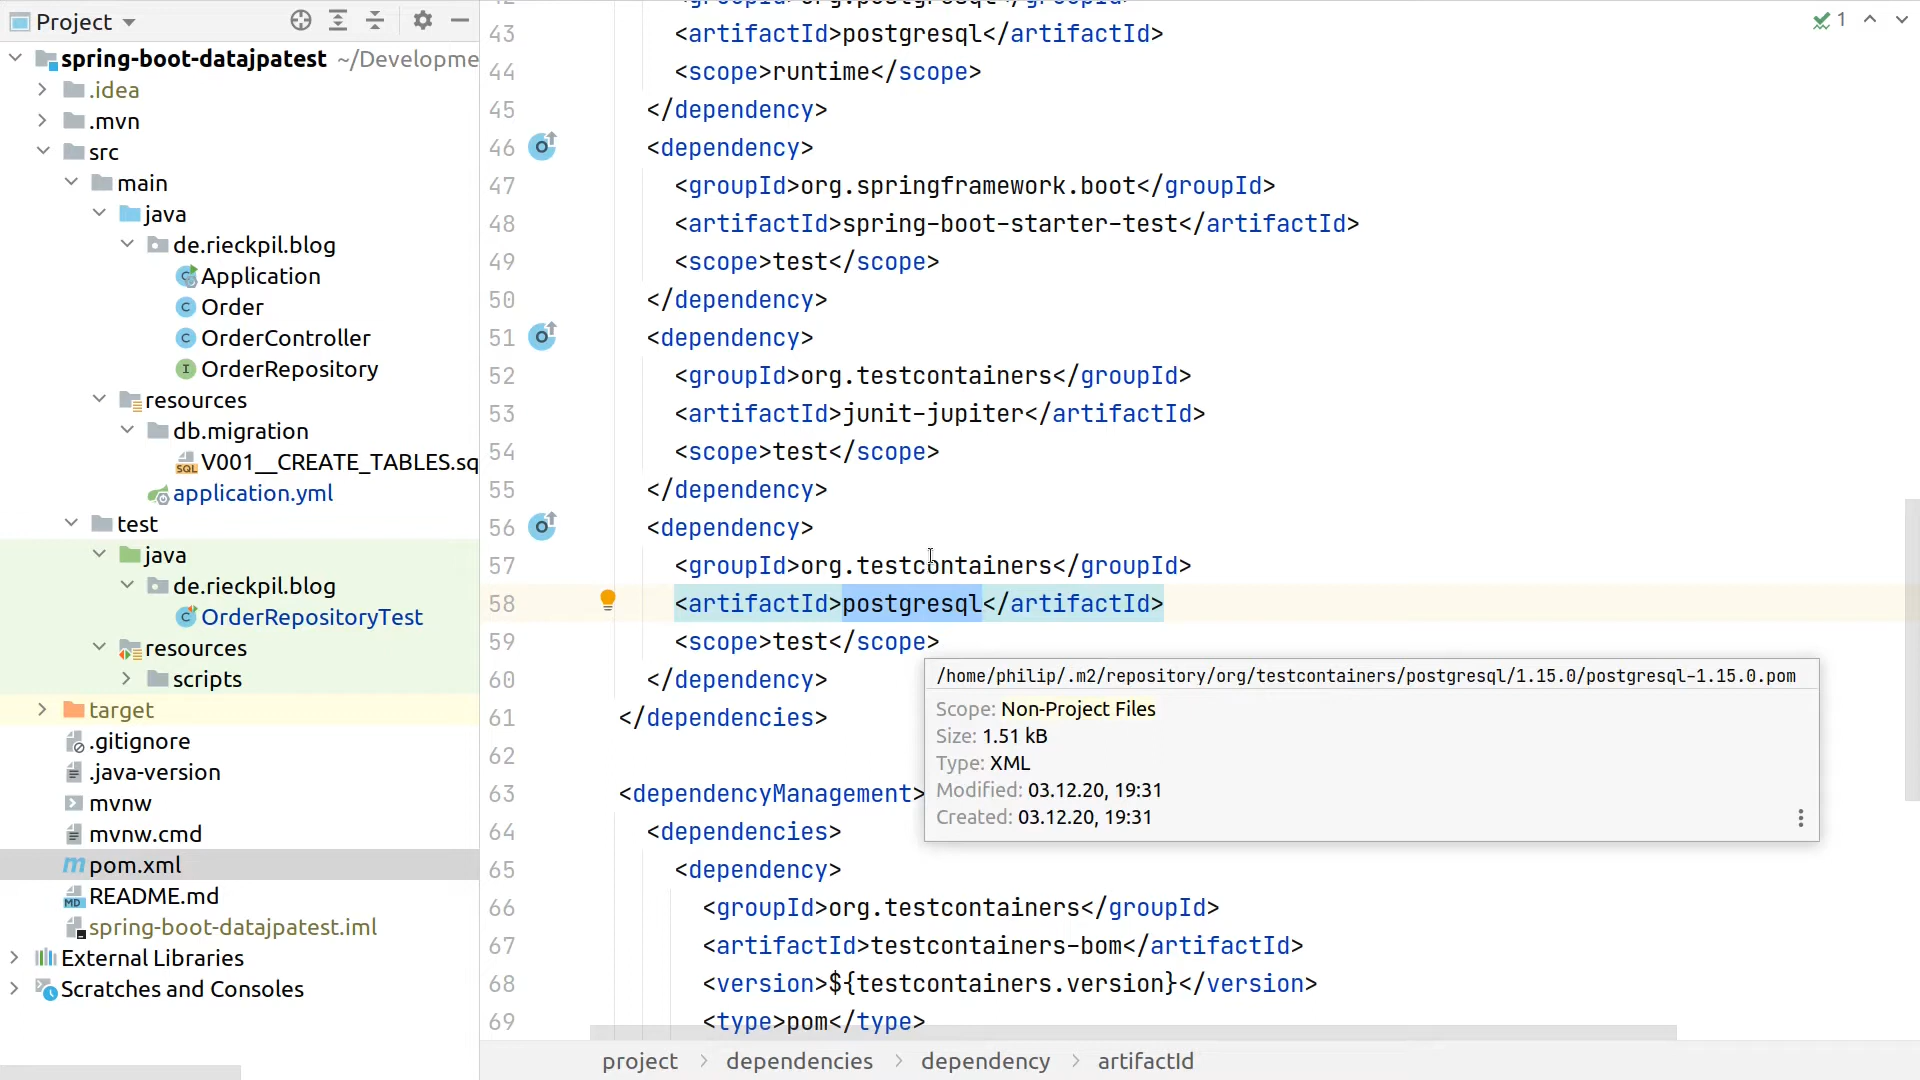 Project
spring-boot-datajpatest ~/Developme
.idea
.mvn
src
main
java
de.rieckpil.blog
Application
Order
OrderController
OrderRepository
resources
db.migration
V001__CREATE_TABLES.sq
application.yml
test
java
de.rieckpil.blog
OrderRepositoryTest
resources
scripts
target
.gitignore
.java-version
mvnw
mvnw.cmd
pom.xml
README.md
spring-boot-datajpatest.iml
External Libraries
Scratches and Consoles
1
42 <groupId>org.postgresql</groupId>
43 <artifactId>postgresql</artifactId>
44 <scope>runtime</scope>
45 </dependency>
46 <dependency>
47 <groupId>org.springframework.boot</groupId>
48 <artifactId>spring-boot-starter-test</artifactId>
49 <scope>test</scope>
50 </dependency>
51 <dependency>
52 <groupId>org.testcontainers</groupId>
53 <artifactId>junit-jupiter</artifactId>
54 <scope>test</scope>
55 </dependency>
56 <dependency>
57 <groupId>org.testcontainers</groupId>
58 <artifactId>postgresql</artifactId>
59 <scope>test</scope>
60 </dependency>
61 </dependencies>
62
63 <dependencyManagement>
64 <dependencies>
65 <dependency>
66 <groupId>org.testcontainers</groupId>
67 <artifactId>testcontainers-bom</artifactId>
68 <version>${testcontainers.version}</version>
69 <type>pom</type>
/home/philip/.m2/repository/org/testcontainers/postgresql/1.15.0/postgresql-1.15.0.pom
Scope: Non-Project Files
Size: 1.51 kB
Type: XML
Modified: 03.12.20, 19:31
Created: 03.12.20, 19:31
project > dependencies > dependency > artifactId